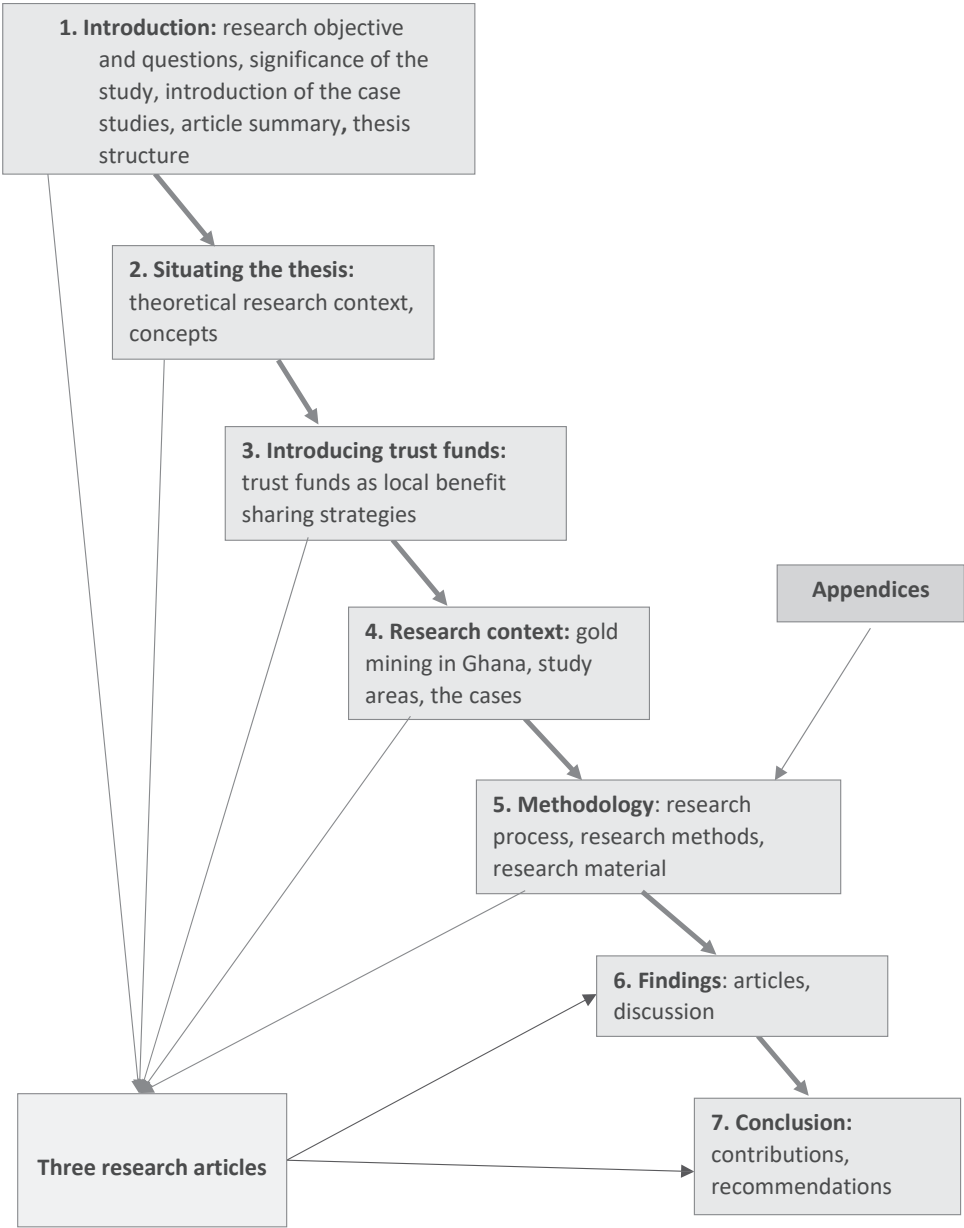 1. Introduction: research objective
and questions, significance of the
study, introduction of the case
studies, article summary, thesis
structure
2. Situating the thesis:
theoretical research context,
concepts
3. Introducing trust funds:
trust funds as local benefit
sharing strategies
Appendices
4. Research context: gold
mining in Ghana, study
areas, the cases
5. Methodology: research
process, research methods,
research material
6. Findings: articles,
discussion
Three research articles
7. Conclusion:
contributions,
recommendations